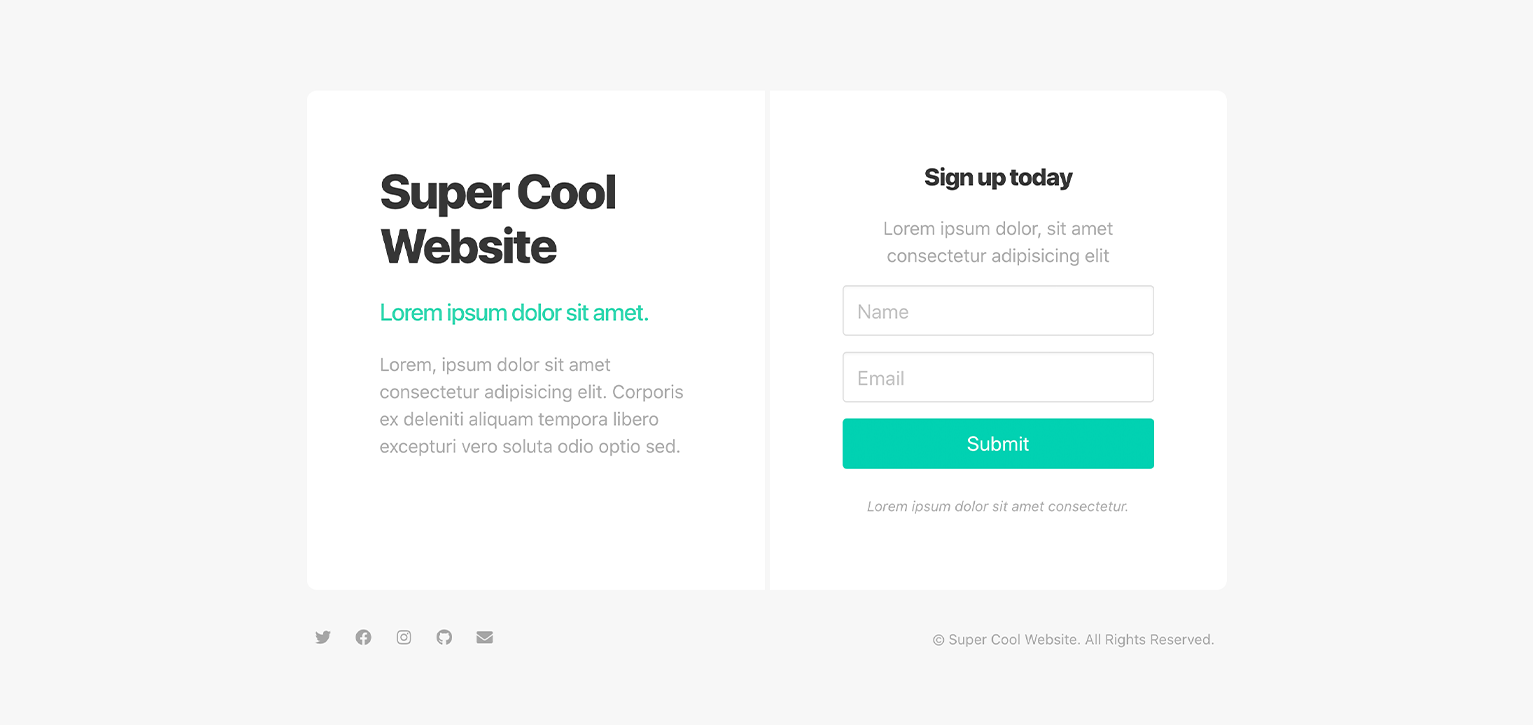 Super Cool
Website
Lorem ipsum dolor sit amet.
Lorem, ipsum dolor sit amet
consectetur adipisicing elit. Corporis
ex deleniti aliquam tempora libero
excepturi vero soluta odio optio sed.
Sign up today
Lorem ipsum dolor, sit amet
consectetur adipisicing elit
Name
Email
Submit
Lorem ipsum dolor sit amet consectetur.
© Super Cool Website. All Rights Reserved.